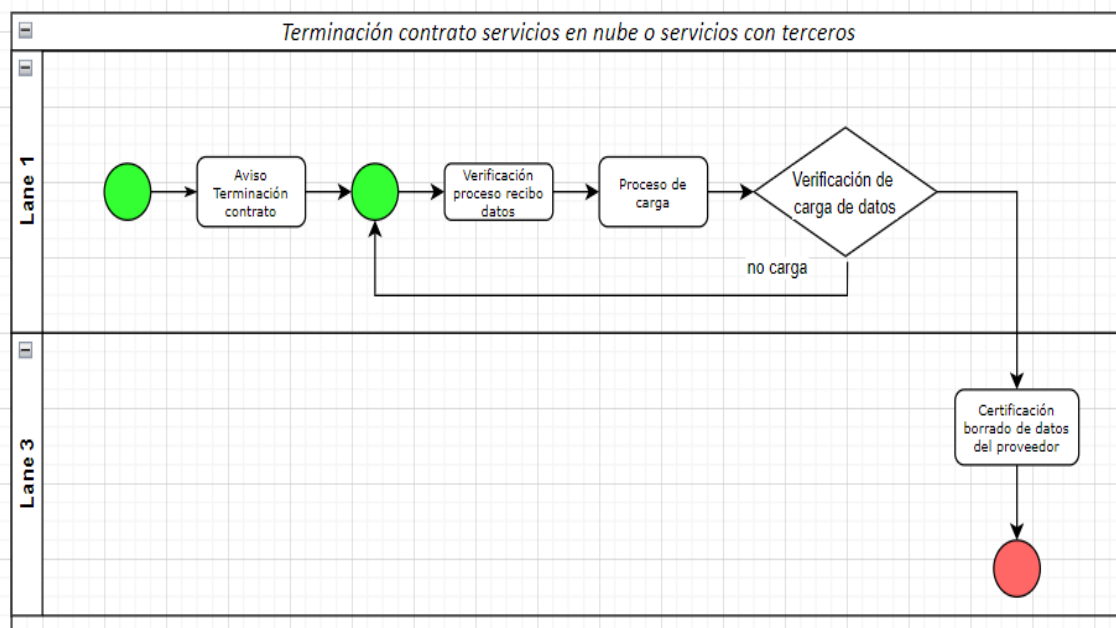 Terminación contrato servicios en nube o servicios con terceros
Lane 1
Aviso
Terminación
contrato
Verificación
proceso recibo
datos
Proceso de
carga
Verificación de
carga de datos
no carga
Lane 3
Certificación
borrado de datos
del proveedor